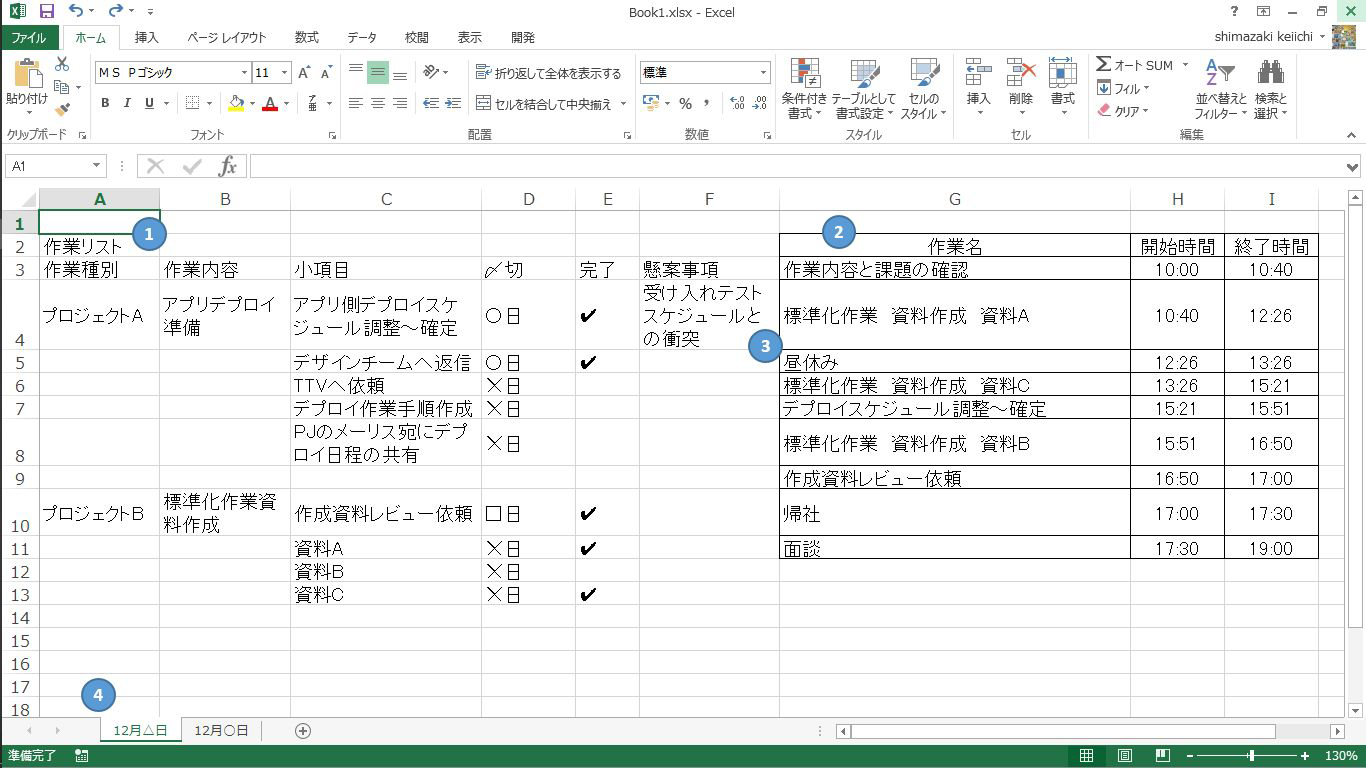 Book1.xlsx - Excel
ファイル ホーム 挿入 ページ レイアウト 数式 データ 校閲 表示 開発
shimazaki keiichi
貼り付け
クリップボード
ＭＳ Ｐゴシック 11
B I U
フォント
折り返して全体を表示する
セルを結合して中央揃え
配置
標準
%
数値
条件付き書式
テーブルとして書式設定
セルのスタイル
スタイル
挿入 削除 書式
セル
オート SUM
フィル
クリア
並べ替えとフィルター
検索と選択
編集
A1
fx
A B C D E F G H I
1
1 2
2 作業リスト 作業名 開始時間 終了時間
3 作業種別 作業内容 小項目 〆切 完了 懸案事項 作業内容と課題の確認 10:00 10:40
4 プロジェクトA アプリデプロイ準備 アプリ側デプロイスケジュール調整～確定 〇日 ✔ 受け入れテストスケジュールとの衝突 標準化作業　資料作成　資料A 10:40 12:26
3
5 デザインチームへ返信 〇日 ✔ 昼休み 12:26 13:26
6 TTVへ依頼 ×日 標準化作業　資料作成　資料C 13:26 15:21
7 デプロイ作業手順作成 ×日 デプロイスケジュール調整～確定 15:21 15:51
8 PJのメーリス宛にデプロイ日程の共有 ×日 標準化作業　資料作成　資料B 15:51 16:50
9 作成資料レビュー依頼 16:50 17:00
10 プロジェクトB 標準化作業資料作成 作成資料レビュー依頼 □日 ✔ 帰社 17:00 17:30
11 資料A ×日 ✔ 面談 17:30 19:00
12 資料B ×日
13 資料C ×日 ✔
14
15
16
17
18
4
12月△日 12月〇日
準備完了 130%